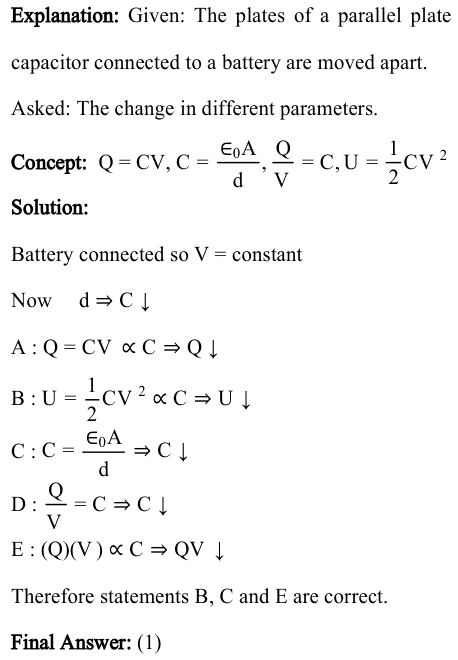 Explanation: Given: The plates of a parallel plate
capacitor connected to a battery are moved apart.
Asked: The change in different parameters.
Concept: Q = CV, C = ∈₀A/d, Q/V = C, U = 1/2 CV²
Solution:
Battery connected so V = constant
Now d ⇒ C ↓
A : Q = CV ∝ C ⇒ Q ↓
B : U = 1/2 CV² ∝ C ⇒ U ↓
C : C = ∈₀A/d ⇒ C ↓
D : Q/V = C ⇒ C ↓
E : (Q)(V) ∝ C ⇒ QV ↓
Therefore statements B, C and E are correct.
Final Answer: (1)